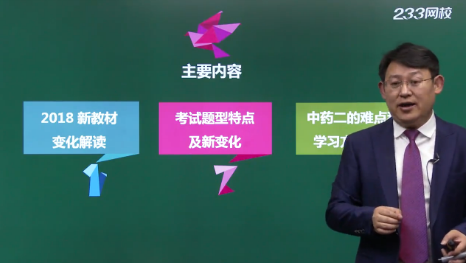 233网校
主要内容
2018 新教材
变化解读
考试题型特点
及新变化
中药二的难点
学习